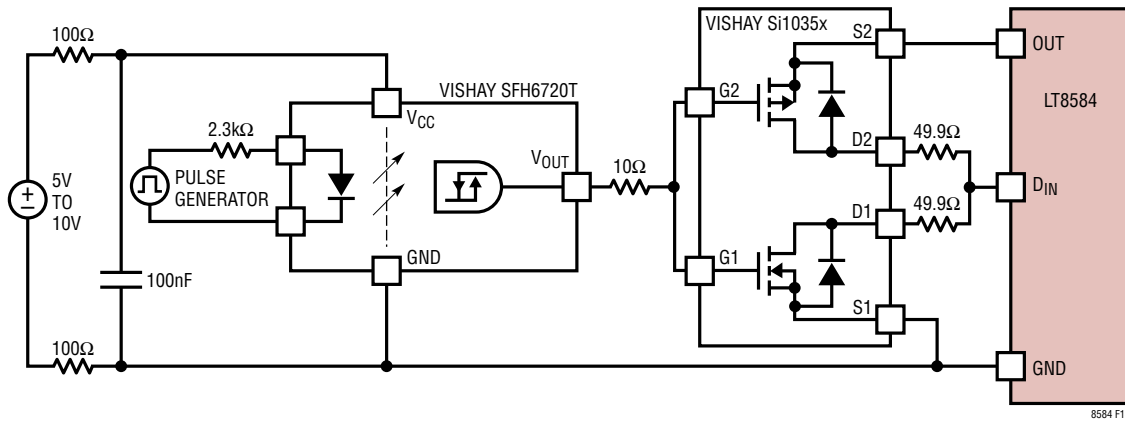 100Ω
5V
TO
10V
100nF
100Ω
2.3kΩ
PULSE
GENERATOR
VISHAY SFH6720T
VCC
VOUT
GND
10Ω
VISHAY Si1035x
S2
G2
D2
D1
G1
S1
49.9Ω
49.9Ω
OUT
LT8584
DIN
GND
8584 F1